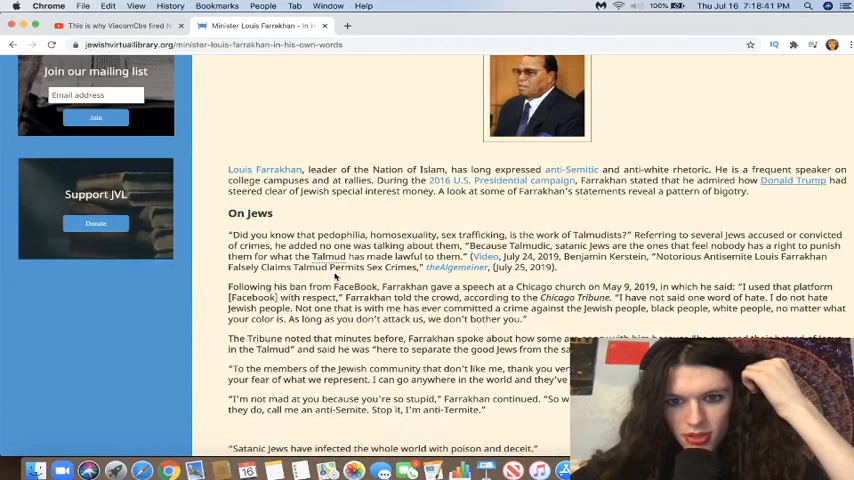 Chrome File Edit View History Bookmarks People Tab Window Help 100% Thu Jul 16 7:18:41 PM
This is why ViacomCbs fired N Minister Louis Farrakhan - In H
jewishvirtuallibrary.org/minister-louis-farrakhan-in-his-own-words
Join our mailing list
Email address
Join
Support JVL
Donate
Louis Farrakhan, leader of the Nation of Islam, has long expressed anti-Semitic and anti-white rhetoric. He is a frequent speaker on
college campuses and at rallies. During the 2016 U.S. Presidential campaign, Farrakhan stated that he admired how Donald Trump had
steered clear of Jewish special interest money. A look at some of Farrakhan's statements reveal a pattern of bigotry.
On Jews
“Did you know that pedophilia, homosexuality, sex trafficking, is the work of Talmudists?” Referring to several Jews accused or convicted
of crimes, he added no one was talking about them, “Because Talmudic, satanic Jews are the ones that feel nobody has a right to punish
them for what the Talmud has made lawful to them.” (Video, July 24, 2019, Benjamin Kerstein, “Notorious Antisemite Louis Farrakhan
Falsely Claims Talmud Permits Sex Crimes,” theAlgemeiner, (July 25, 2019).
Following his ban from FaceBook, Farrakhan gave a speech at a Chicago church on May 9, 2019, in which he said: “I used that platform
[Facebook] with respect,” Farrakhan told the crowd, according to the Chicago Tribune. “I have not said one word of hate. I do not hate
Jewish people. Not one that is with me has ever committed a crime against the Jewish people, black people, white people, no matter what
your color is. As long as you don’t attack us, we don’t bother you.”
The Tribune noted that minutes before, Farrakhan spoke about how some are
in the Talmud” and said he was “here to separate the good Jews from the sa
“To the members of the Jewish community that don’t like me, thank you ver
your fear of what we represent. I can go anywhere in the world and they've
“I'm not mad at you because you're so stupid,” Farrakhan continued. “So w
they do, call me an anti-Semite. Stop it, I'm anti-Termite.”
“Satanic Jews have infected the whole world with poison and deceit.”
16